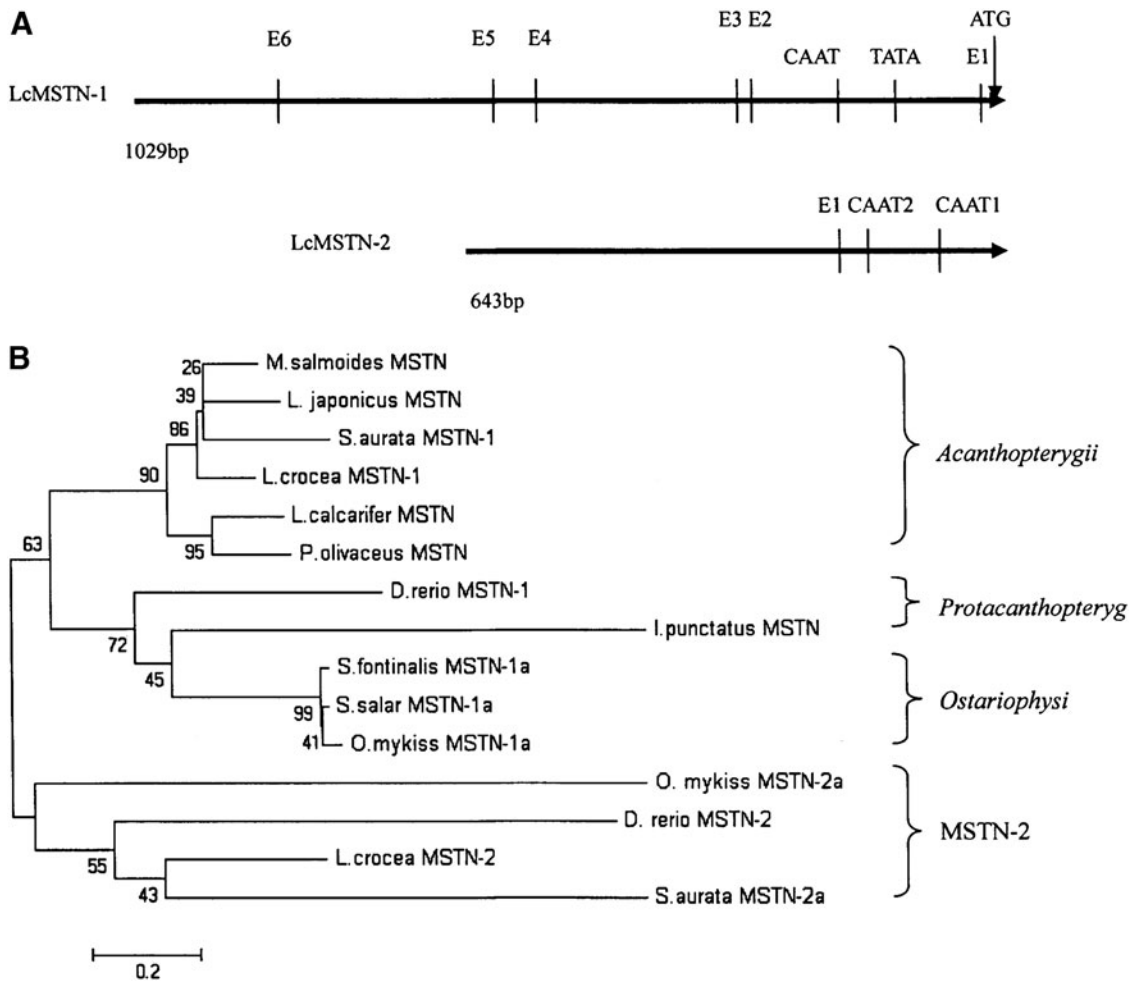 A
E6
E5
E4
E3 E2
ATG
CAAT
TATA
E1
LcMSTN-1
1029bp
E1 CAAT2 CAAT1
LcMSTN-2
643bp
B
M.salmoides MSTN
26
L. japonicus MSTN
39
S.aurata MSTN-1
86
L.crocea MSTN-1
90
L.calcarifer MSTN
95
P.olivaceus MSTN
Acanthopterygii
63
D.rerio MSTN-1
72
I.punctatus MSTN
Protacanthopteryg
45
S.fontinalis MSTN-1a
S.salar MSTN-1a
99
O.mykiss MSTN-1a
41
Ostariophysi
O. mykiss MSTN-2a
D. rerio MSTN-2
55
L.crocea MSTN-2
43
S.aurata MSTN-2a
MSTN-2
0.2